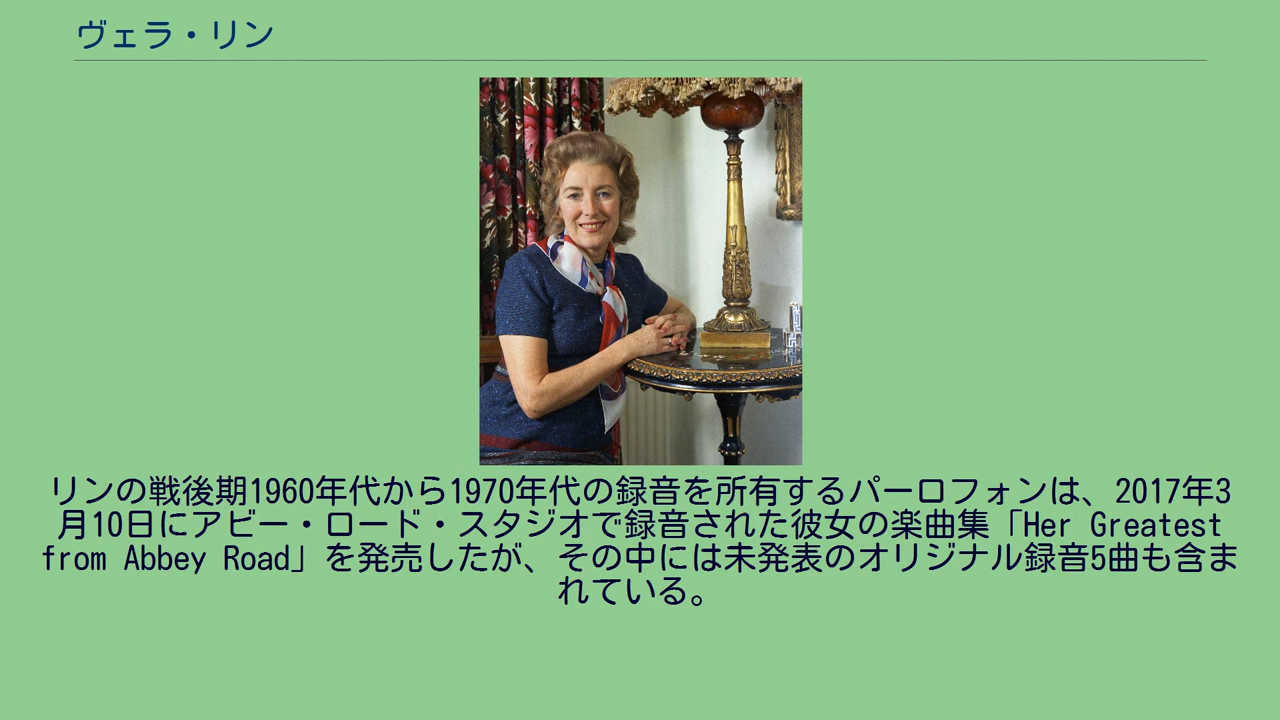 ヴェラ・リン
リンの戦後期1960年代から1970年代の録音を所有するパーロフォンは、2017年3
月10日にアビー・ロード・スタジオで録音された彼女の楽曲集「Her Greatest
from Abbey Road」を発売したが、その中には未発表のオリジナル録音5曲も含ま
れている。